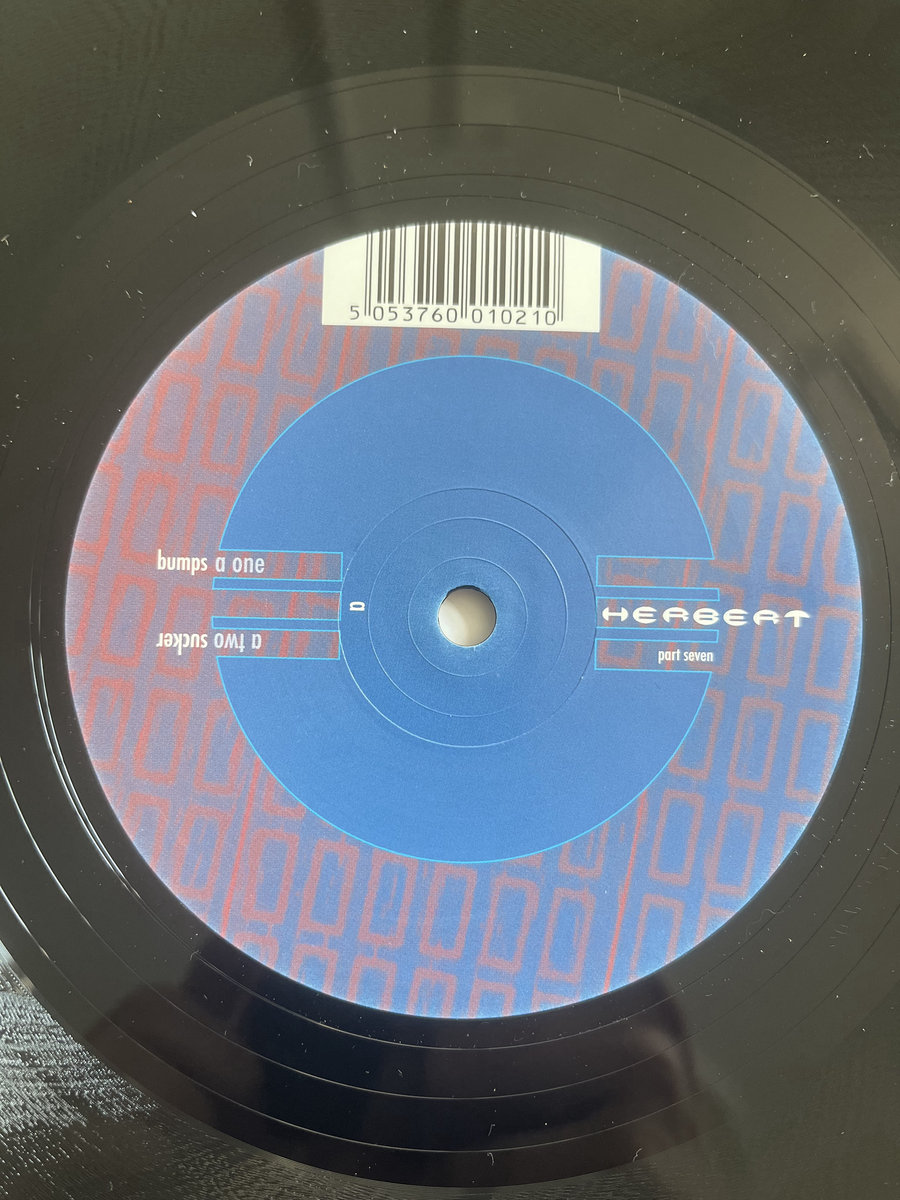 5 053760 010210
bumps a one
a
HERBERT
a two sucker
part seven